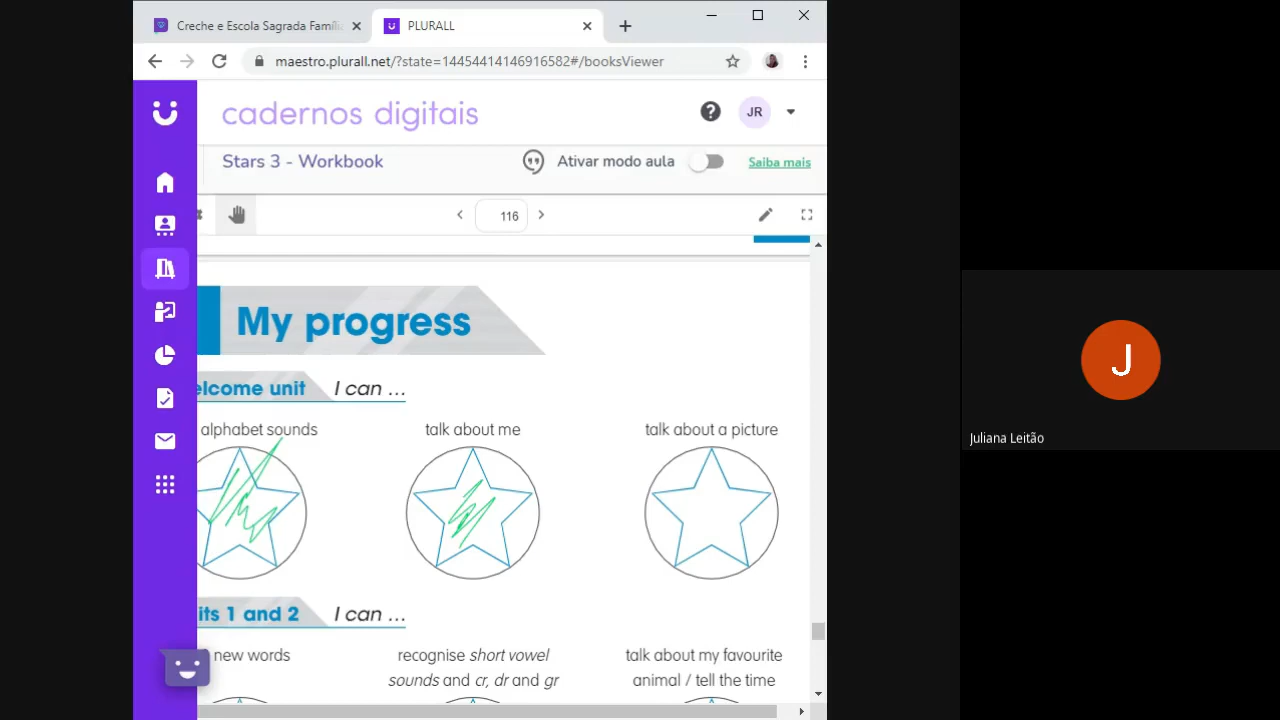 Creche e Escola Sagrada Famíli
PLURALL
maestro.plurall.net/?state=14454414146916582#/booksViewer
cadernos digitais
JR
Stars 3 - Workbook
Ativar modo aula
Saiba mais
116
My progress
elcome unit I can ...
alphabet sounds
talk about me
talk about a picture
its 1 and 2 I can ...
new words
recognise short vowel
sounds and cr, dr and gr
talk about my favourite
animal / tell the time
J
Juliana Leitão